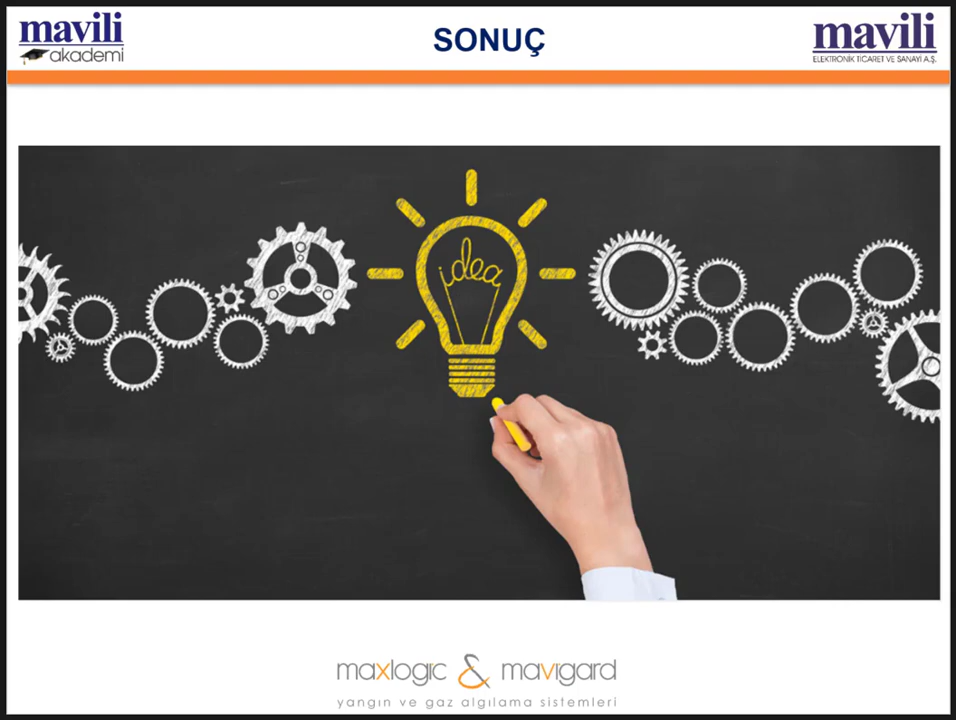 mavili
akademi
SONUÇ
mavili
ELEKTRONİK TİCARET VE SANAYİ A.Ş.
idea
maxlogic & mavigard
yangın ve gaz algılama sistemleri